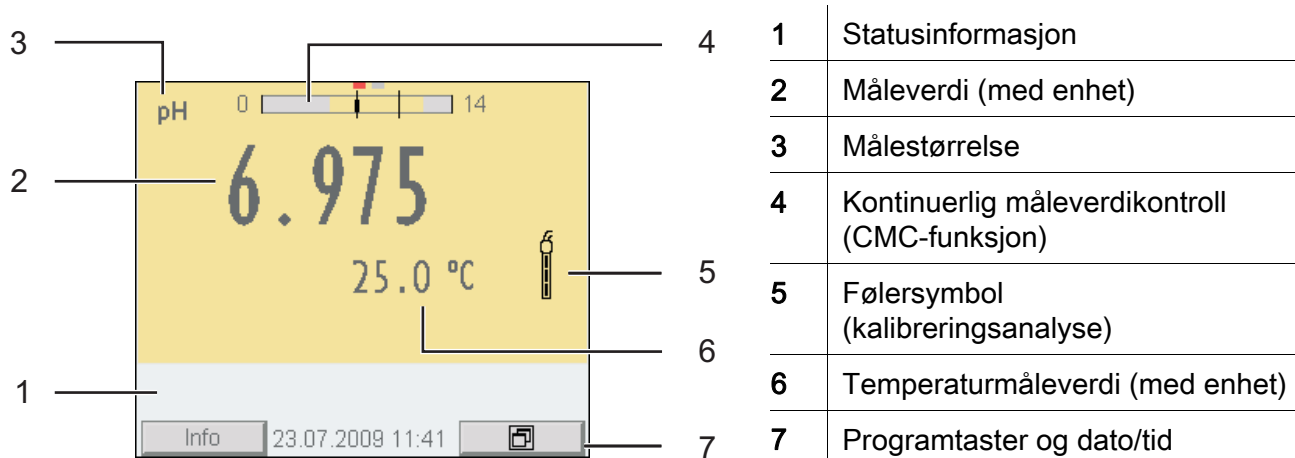 3
4
pH
0
14
2
6.975
25.0 °C
5
6
1
Info
23.07.2009 11:41
7
1 Statusinformasjon
2 Måleverdi (med enhet)
3 Målestørrelse
4 Kontinuerlig måleverdikontroll
(CMC-funksjon)
5 Følersymbol
(kalibreringsanalyse)
6 Temperaturmåleverdi (med enhet)
7 Programtaster og dato/tid